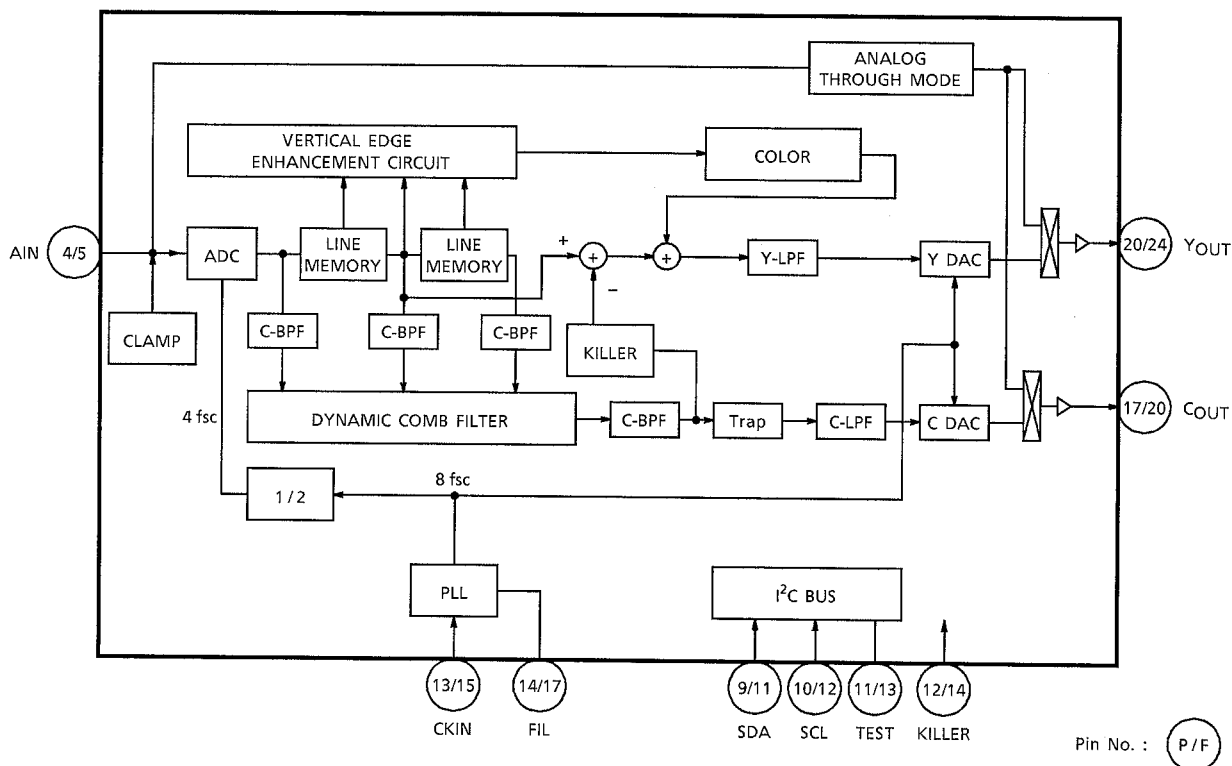 ANALOG
THROUGH MODE
VERTICAL EDGE
ENHANCEMENT CIRCUIT
COLOR
AIN
4/5
ADC
LINE
MEMORY
LINE
MEMORY
+
+
+
−
Y-LPF
Y DAC
20/24
YOUT
CLAMP
C-BPF
C-BPF
C-BPF
KILLER
4 fsc
DYNAMIC COMB FILTER
C-BPF
Trap
C-LPF
C DAC
17/20
COUT
1/2
8 fsc
PLL
I²C BUS
13/15
14/17
9/11
10/12
11/13
12/14
CKIN
FIL
SDA
SCL
TEST
KILLER
Pin No. :
P/F